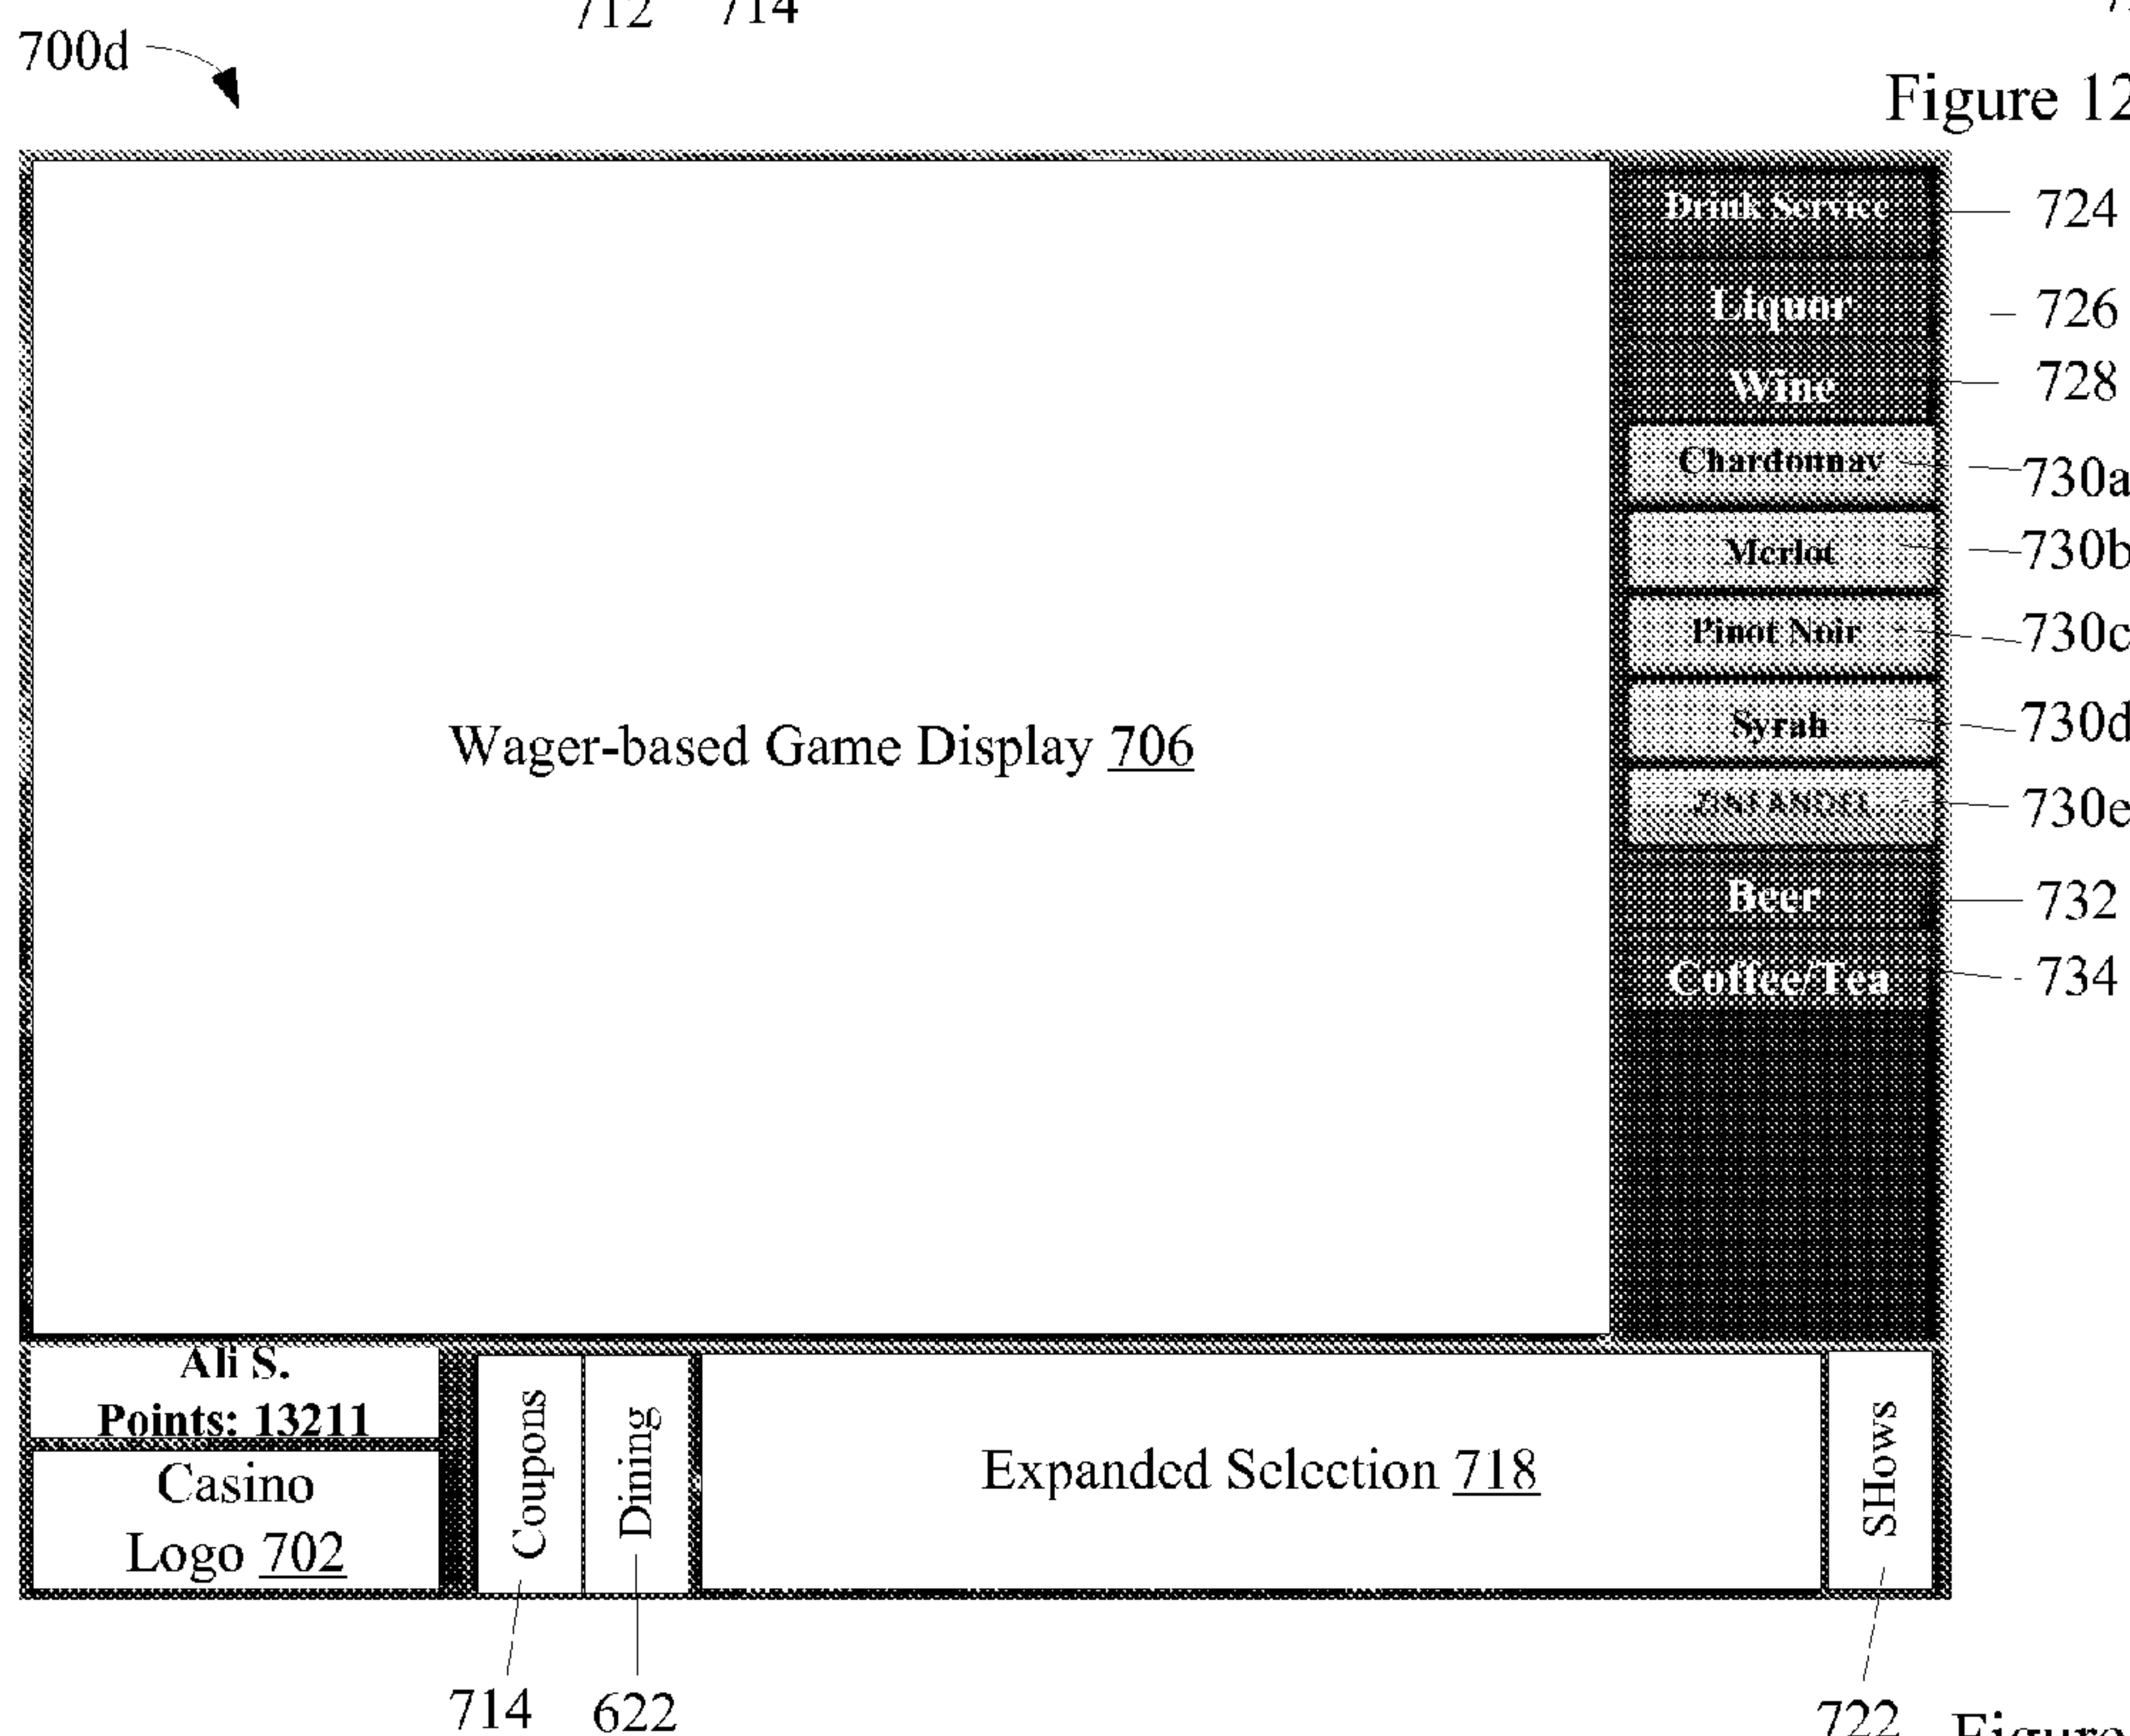 712 714
700d
Figure 12
Drink Service
724
Liquor
726
Wine
728
Chardonnay
730a
Merlot
730b
Pinot Noir
730c
Syrah
730d
ZINFANDEL
730e
Beer
732
Coffee/Tea
734
Wager-based Game Display 706
Ali S.
Points: 13211
Casino
Logo 702
Coupons
Dining
Expanded Selection 718
SHows
714
622
722
Figure